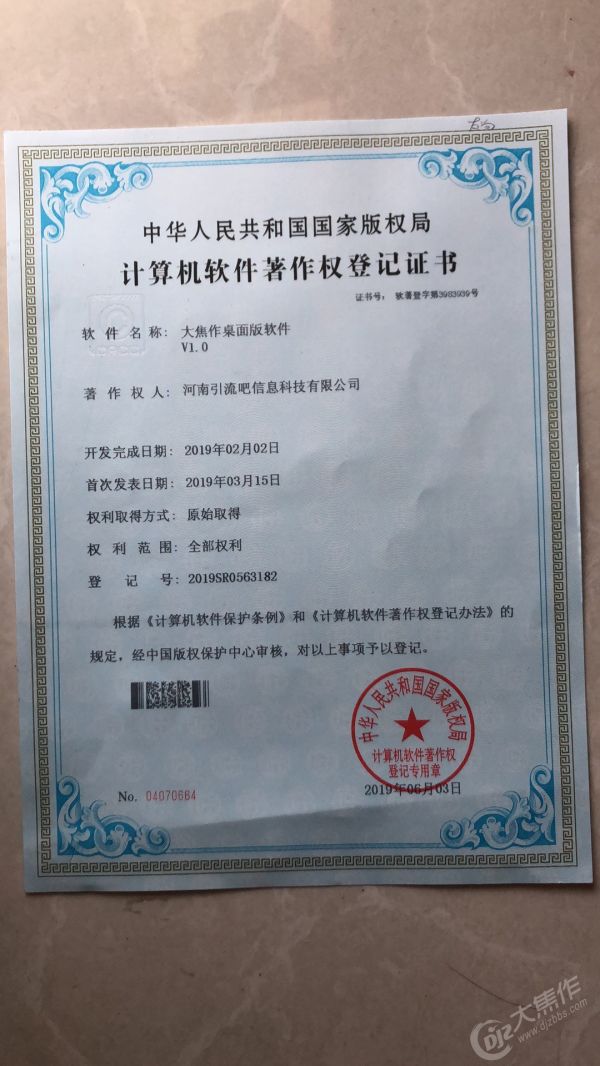 中华人民共和国国家版权局
计算机软件著作权登记证书
证书号： 软著登字第3983939号
软件名称： 大焦作桌面版软件
V1.0
著作权人： 河南引流吧信息科技有限公司
开发完成日期： 2019年02月02日
首次发表日期： 2019年03月15日
权利取得方式： 原始取得
权利范围： 全部权利
登记号： 2019SR0563182
根据《计算机软件保护条例》和《计算机软件著作权登记办法》的
规定，经中国版权保护中心审核，对以上事项予以登记。
中华人民共和国国家版权局
计算机软件著作权
登记专用章
No. 04070664
2019年06月03日
大焦作
www.djzbbs.com